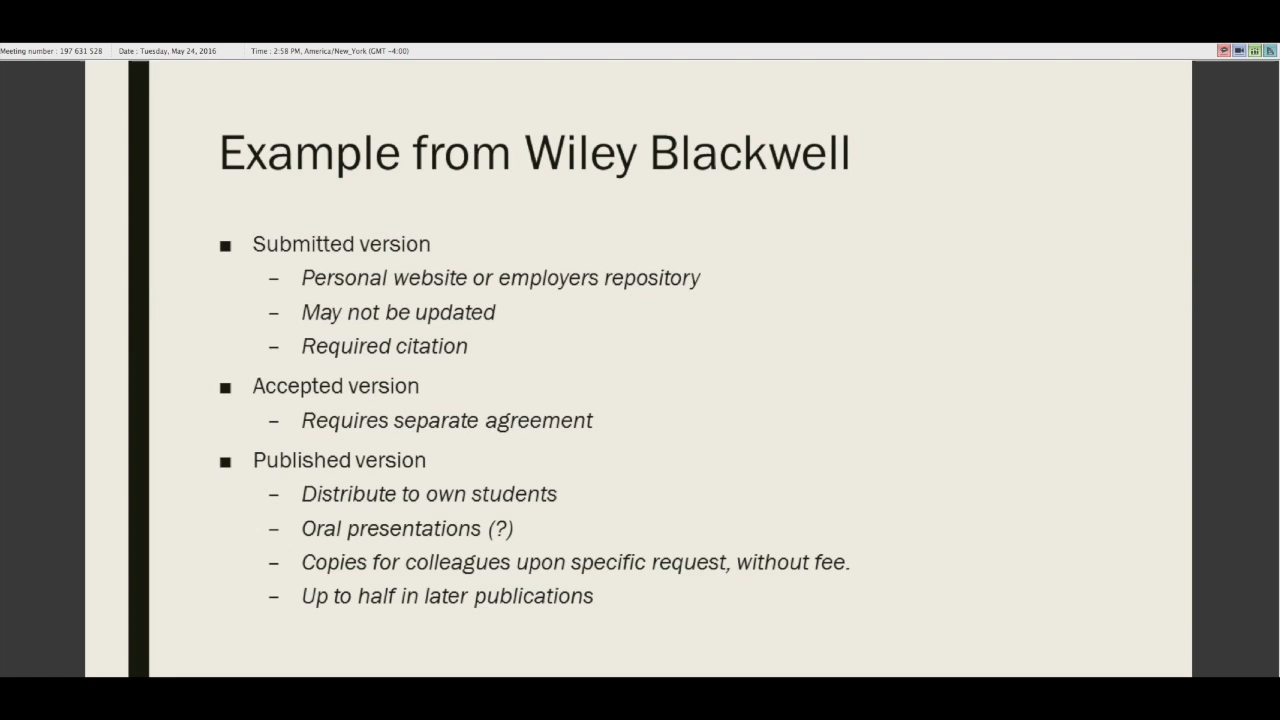 Meeting number : 197 631 528 Date : Tuesday, May 24, 2016 Time : 2:58 PM, America/New_York (GMT -4:00)
Example from Wiley Blackwell
■ Submitted version
– Personal website or employers repository
– May not be updated
– Required citation
■ Accepted version
– Requires separate agreement
■ Published version
– Distribute to own students
– Oral presentations (?)
– Copies for colleagues upon specific request, without fee.
– Up to half in later publications